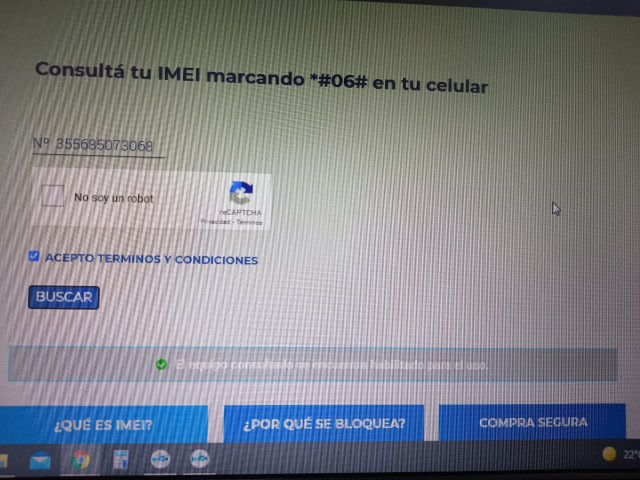 Consultá tu IMEI marcando *#06# en tu celular
Nº 355685073068
No soy un robot
reCAPTCHA
Privacidad - Términos
ACEPTO TERMINOS Y CONDICIONES
BUSCAR
El equipo consultado se encuentra habilitado para el uso.
¿QUÉ ES IMEI?
¿POR QUÉ SE BLOQUEA?
COMPRA SEGURA